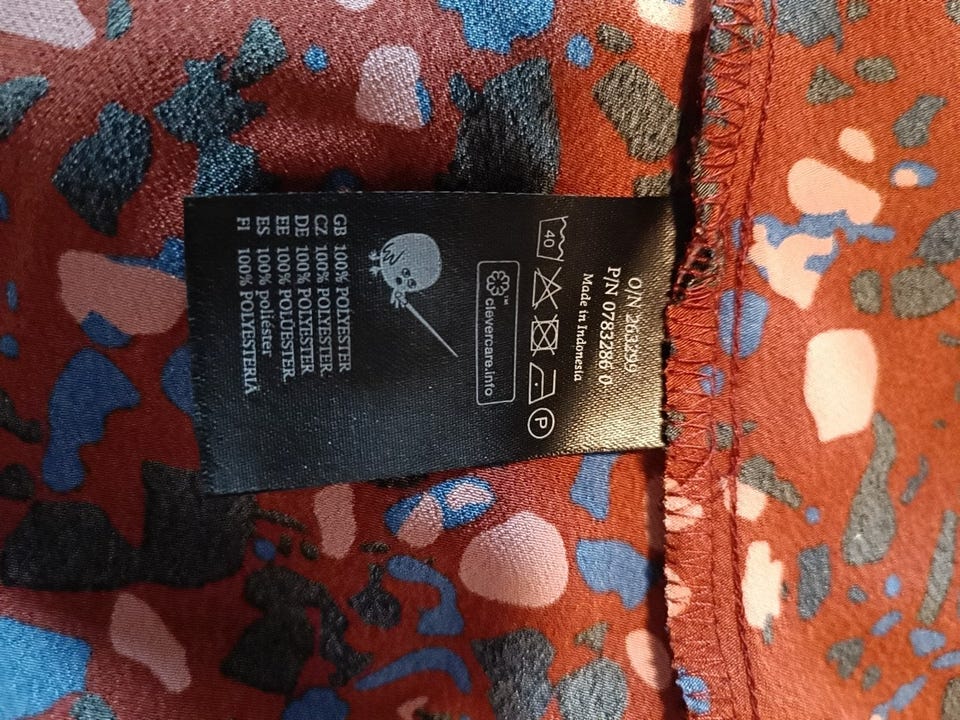 O/N 263399
P/N 0783286.0
Made in Indonesia
40
P
clevercare.info
GB 100% POLYESTER
CZ 100% POLYESTER.
DE 100% POLYESTER
EE 100% POLÜESTER.
ES 100% poliéster
FI 100% POLYESTERIÄ